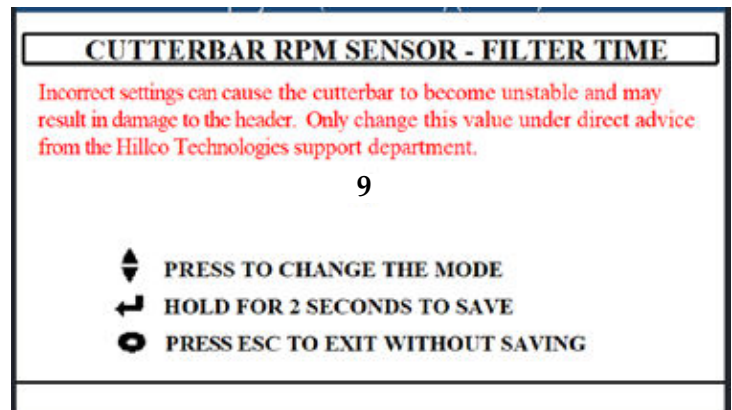 CUTTERBAR RPM SENSOR - FILTER TIME
Incorrect settings can cause the cutterbar to become unstable and may
result in damage to the header. Only change this value under direct advice
from the Hillco Technologies support department.
9
PRESS TO CHANGE THE MODE
HOLD FOR 2 SECONDS TO SAVE
PRESS ESC TO EXIT WITHOUT SAVING